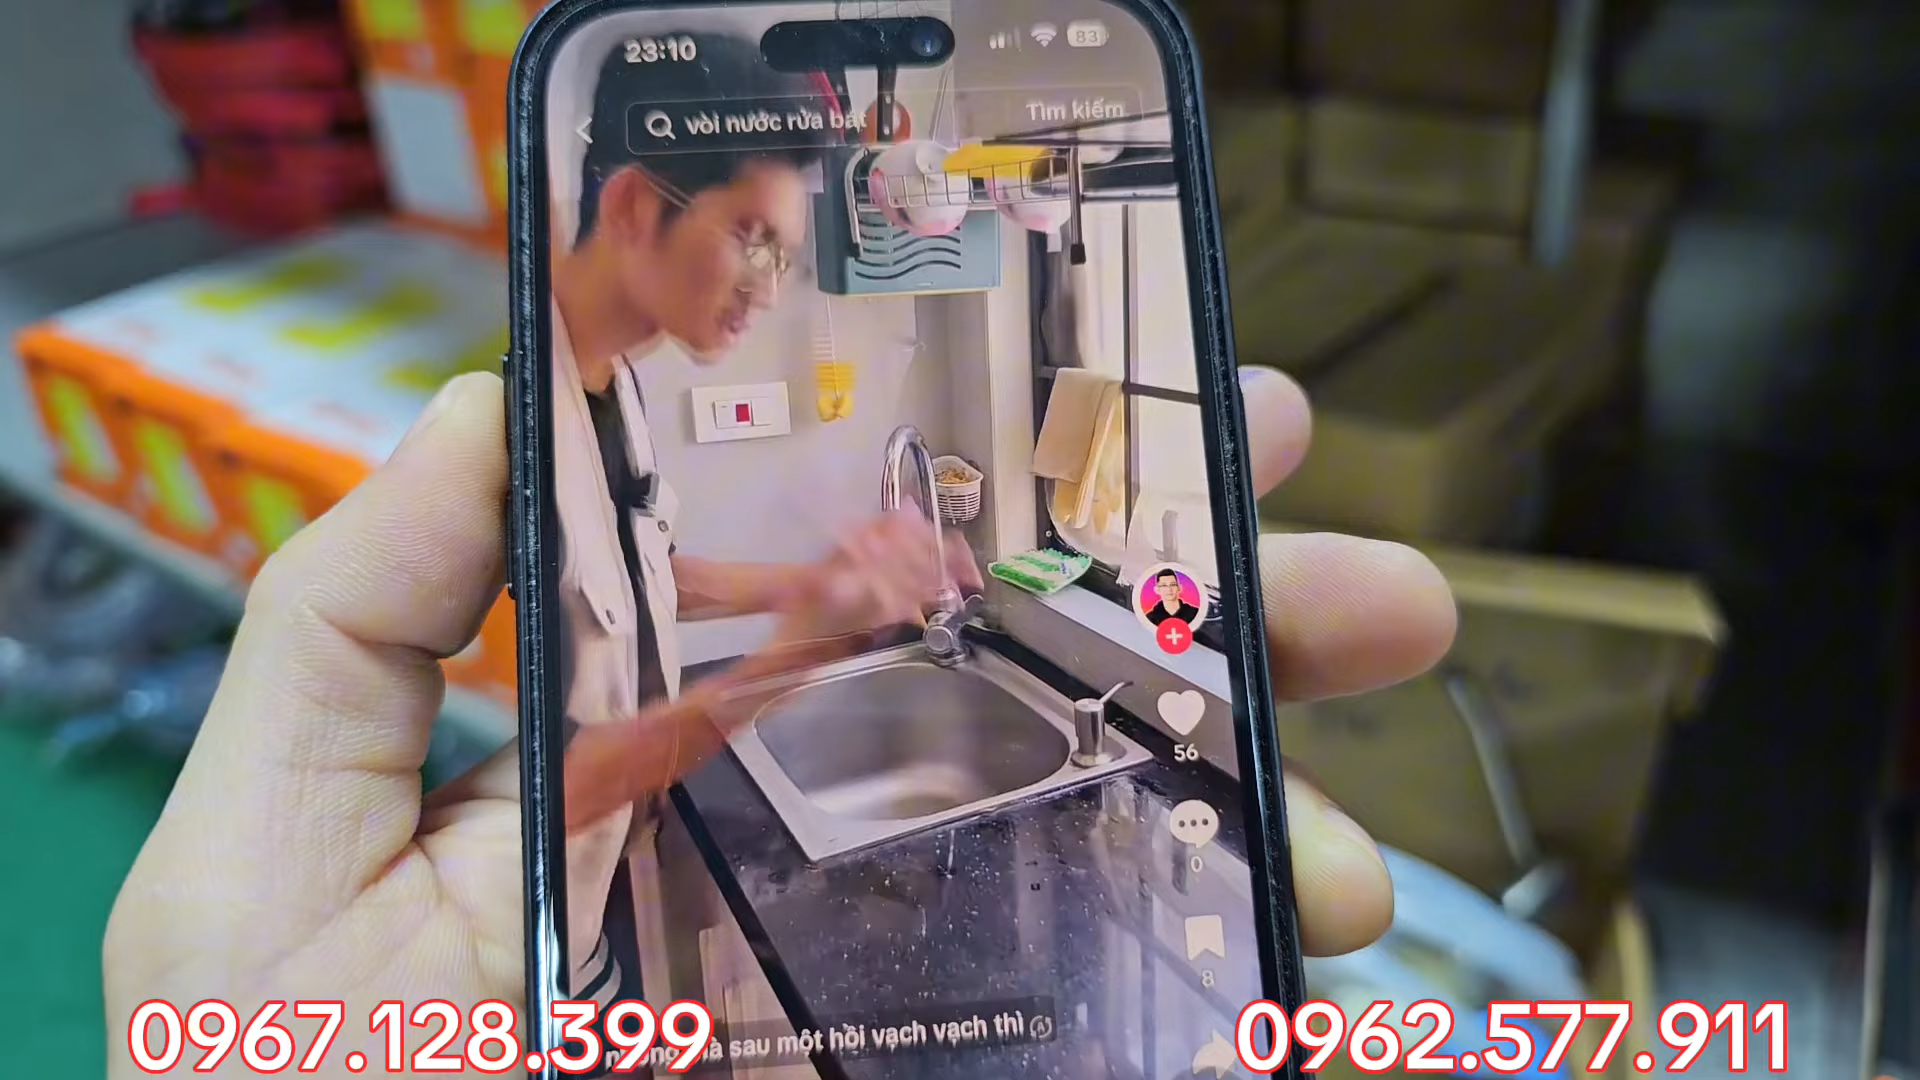 23:10
83
vòi nước rửa bát
Tìm kiếm
56
0
8
là sau một hồi vạch vạch thì
0967.128.399
0962.577.911